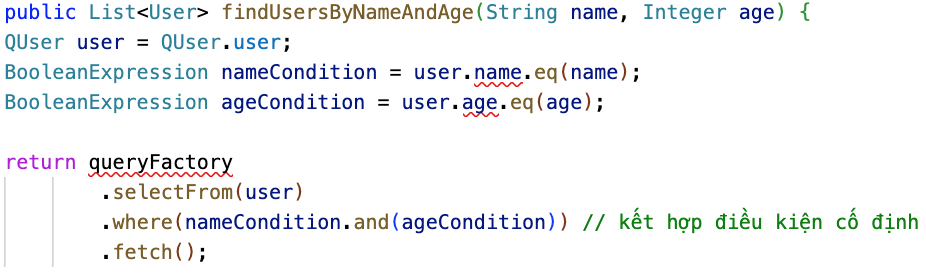 public List<User> findUsersByNameAndAge(String name, Integer age) {
QUser user = QUser.user;
BooleanExpression nameCondition = user.name.eq(name);
BooleanExpression ageCondition = user.age.eq(age);
return queryFactory
.selectFrom(user)
.where(nameCondition.and(ageCondition)) // kết hợp điều kiện cố định
.fetch();